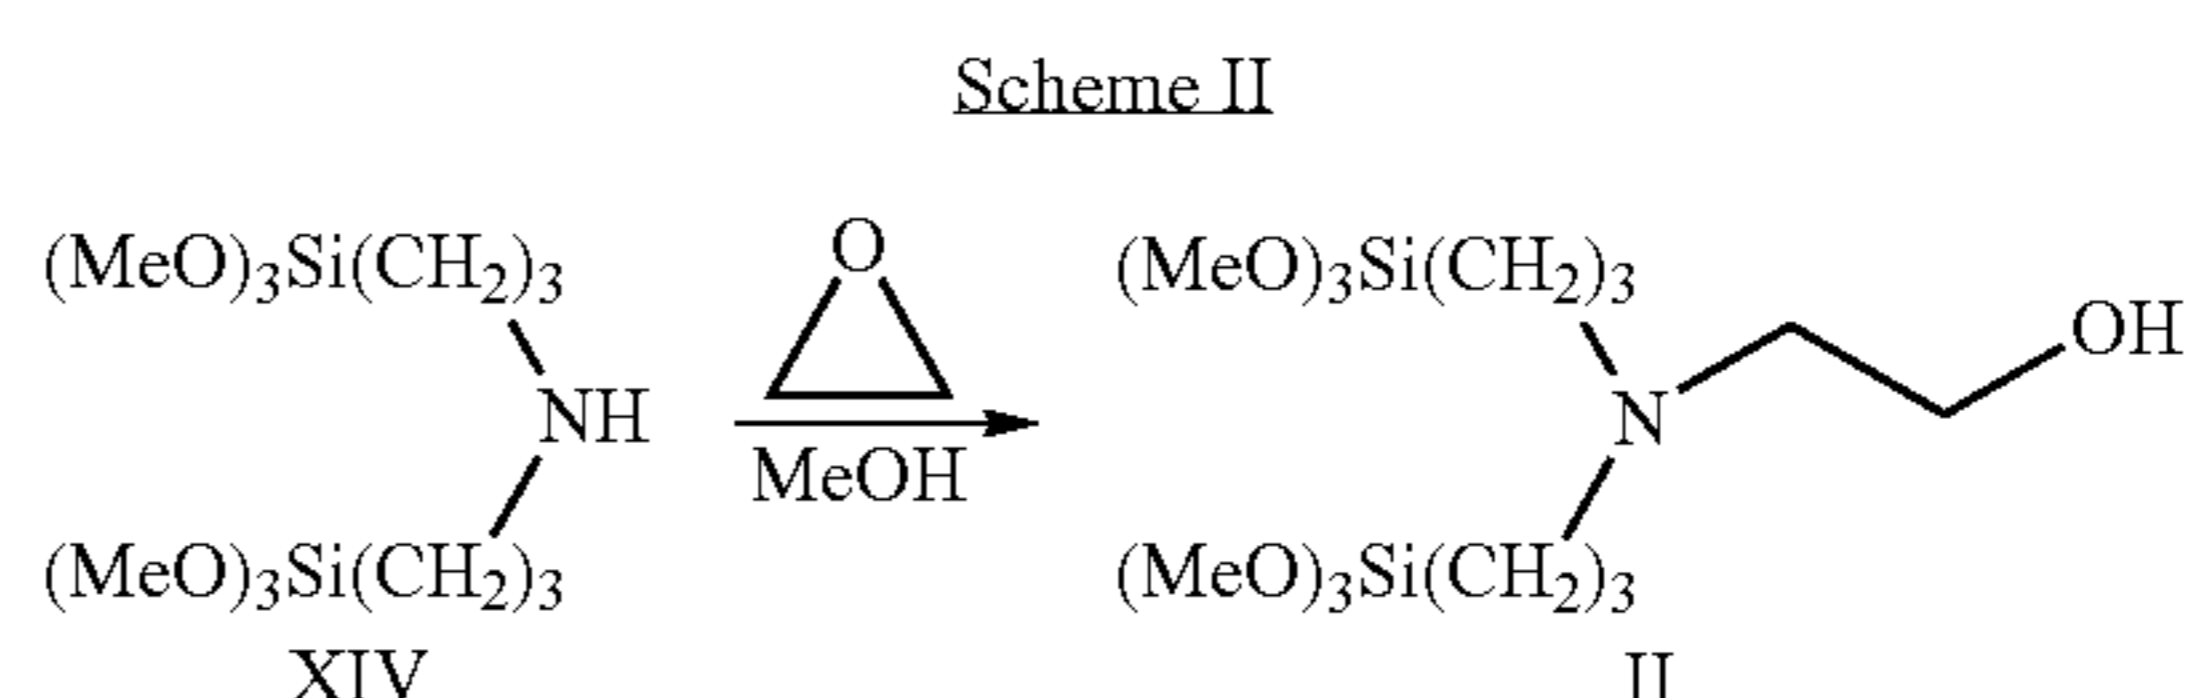 Scheme II
(MeO)₃Si(CH₂)₃
O
(MeO)₃Si(CH₂)₃
OH
NH
N
MeOH
(MeO)₃Si(CH₂)₃
(MeO)₃Si(CH₂)₃
XIV
II